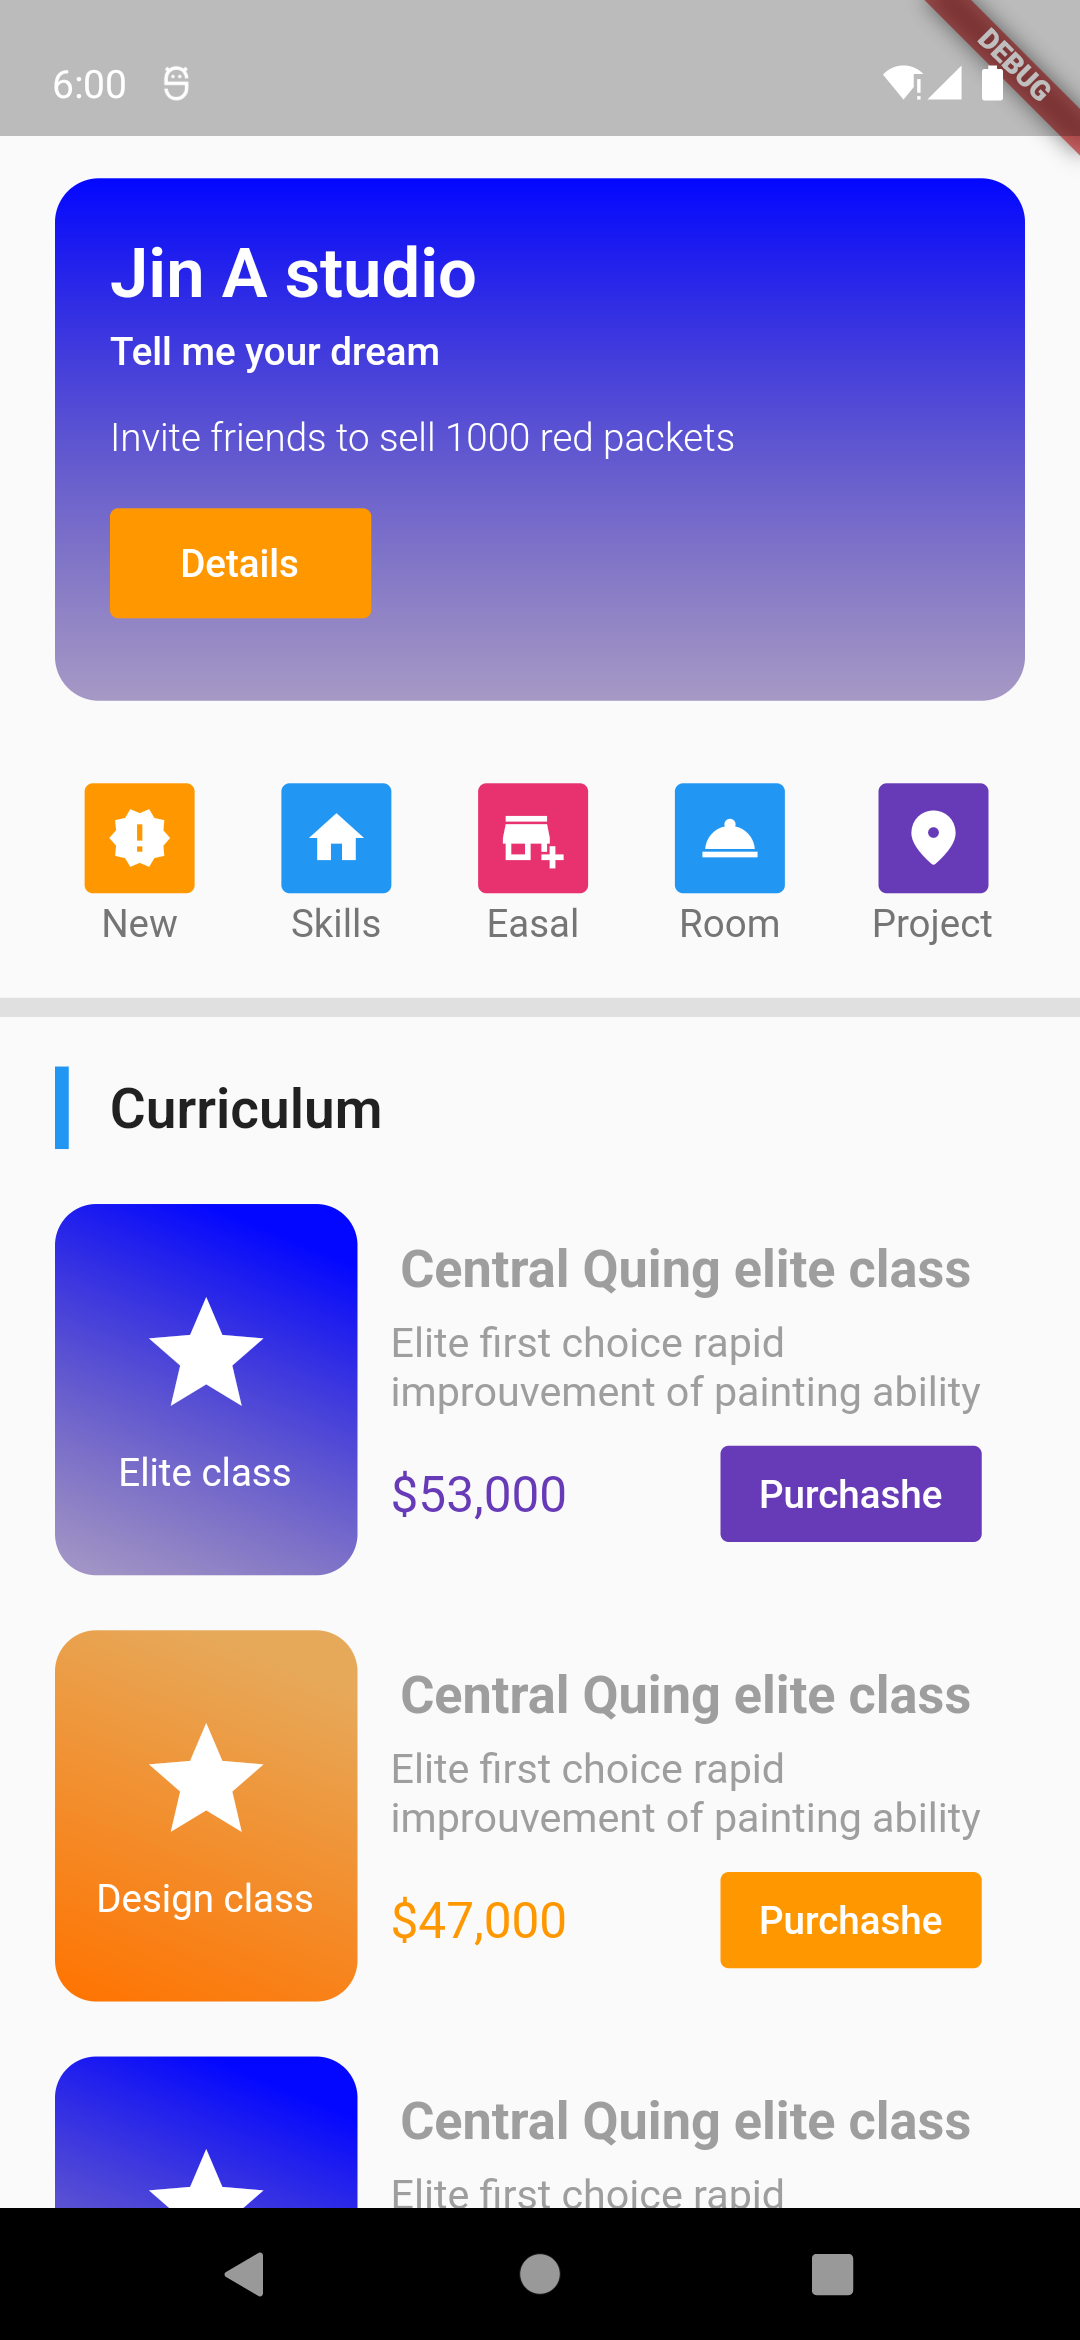 6:00
DEBUG
Jin A studio
Tell me your dream
Invite friends to sell 1000 red packets
Details
New
Skills
Easal
Room
Project
Curriculum
Elite class
Central Quing elite class
Elite first choice rapid
improuvement of painting ability
$53,000
Purchashe
Design class
Central Quing elite class
Elite first choice rapid
improuvement of painting ability
$47,000
Purchashe
Central Quing elite class
Elite first choice rapid